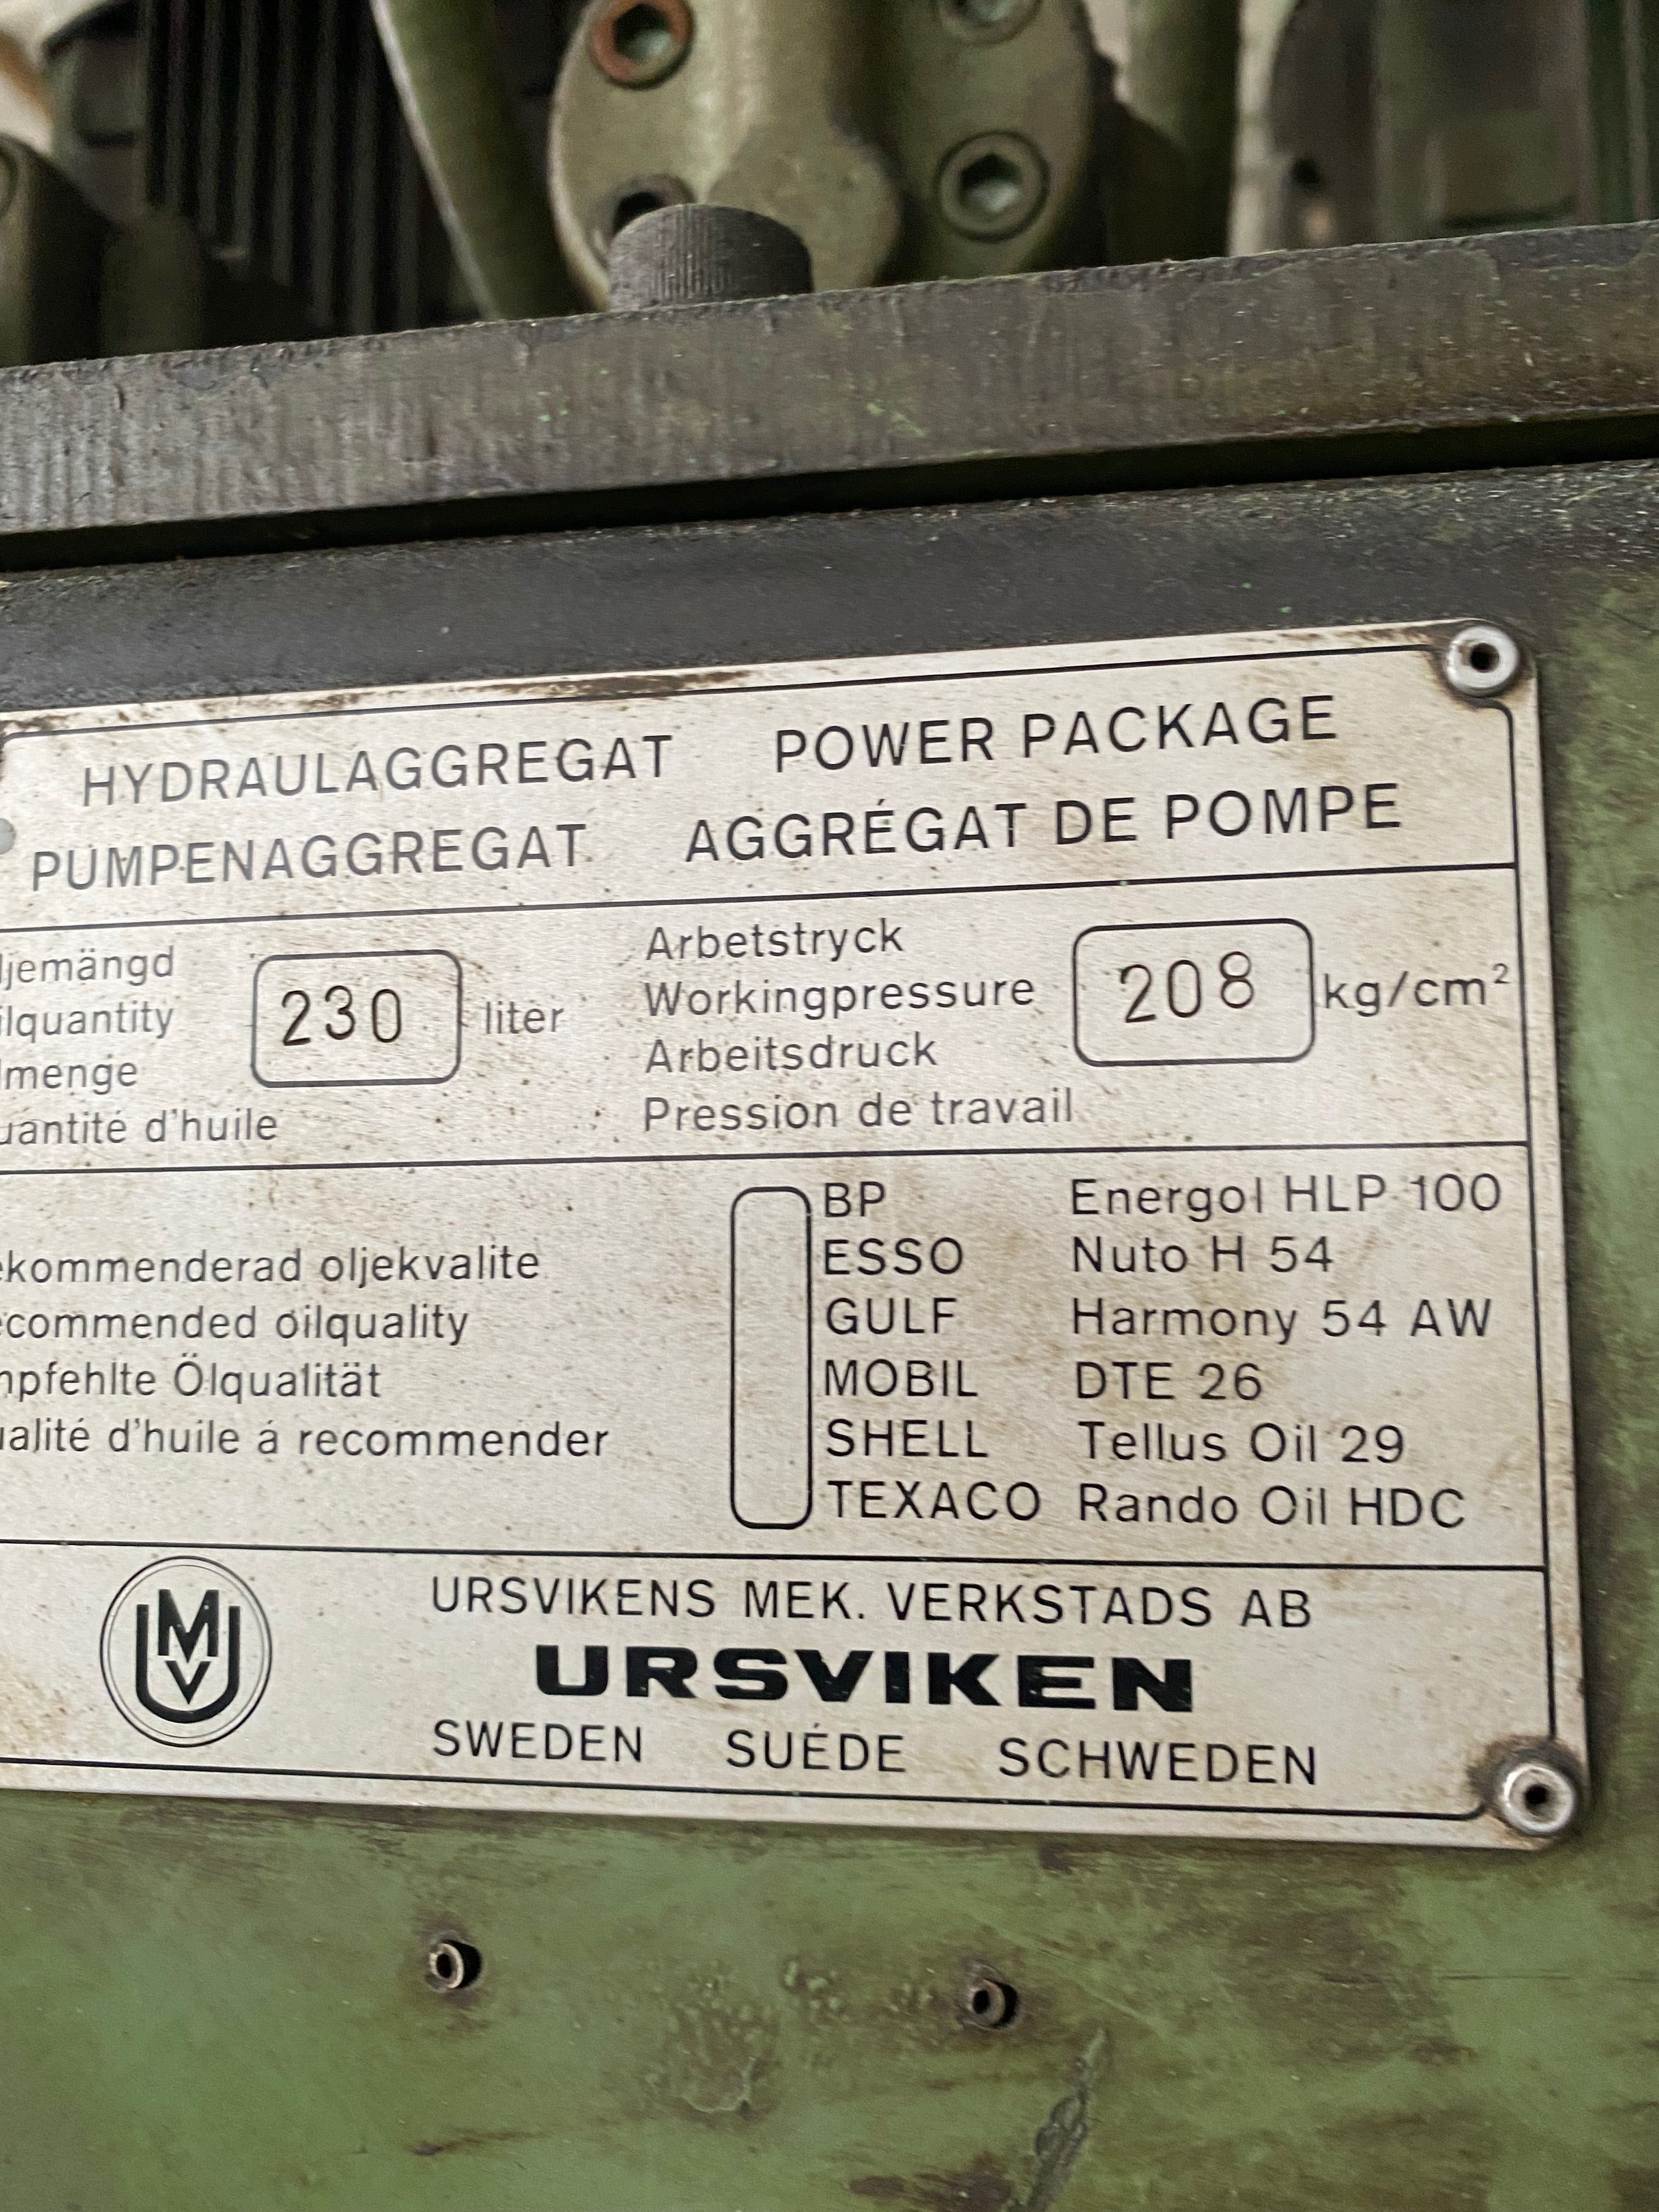 HYDRAULAGGREGAT POWER PACKAGE
PUMPENAGGREGAT AGGRÉGAT DE POMPE
ljemängd
ilquantity
lmenge
uantité d'huile
230 liter
Arbetstryck
Workingpressure
Arbeitsdruck
Pression de travail
208 kg/cm²
ekommenderad oljekvalite
ecommended oilquality
mpfehlte Ölqualität
ualité d'huile á recommender
BP Energol HLP 100
ESSO Nuto H 54
GULF Harmony 54 AW
MOBIL DTE 26
SHELL Tellus Oil 29
TEXACO Rando Oil HDC
UMV
URSVIKENS MEK. VERKSTADS AB
URSVIKEN
SWEDEN SUÉDE SCHWEDEN